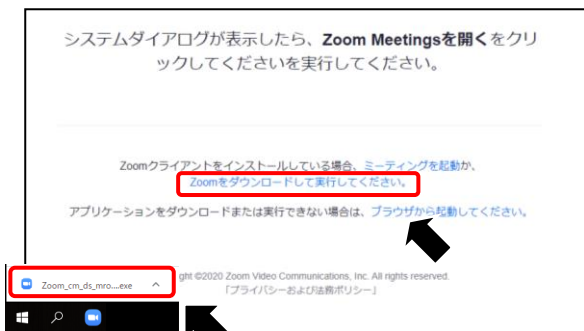 システムダイアログが表示したら、Zoom Meetingsを開くをクリ
ックしてくださいを実行してください。
Zoomクライアントをインストールしている場合、ミーティングを起動か、
Zoomをダウンロードして実行してください。
アプリケーションをダウンロードまたは実行できない場合は、ブラウザから起動してください。
ght ©2020 Zoom Video Communications, Inc. All rights reserved.
「プライバシーおよび法務ポリシー」
Zoom_cm_ds_mro....exe